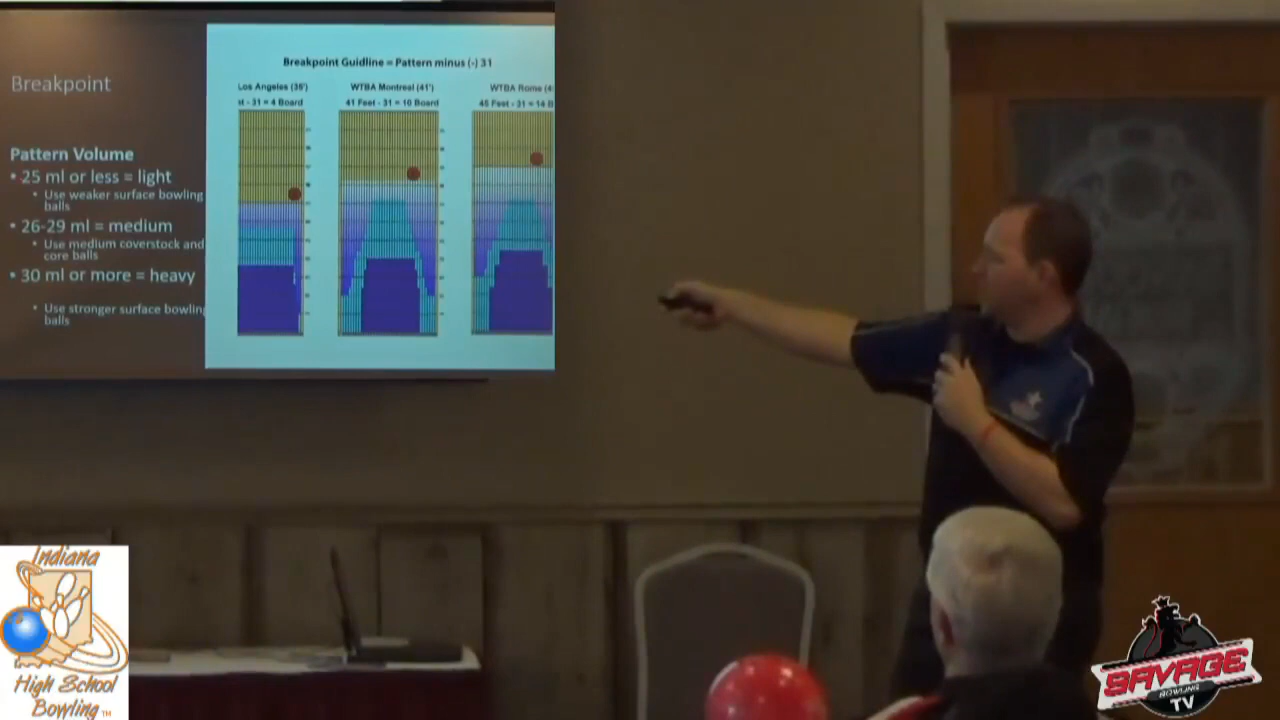 Breakpoint
Pattern Volume
• 25 ml or less = light
• Use weaker surface bowling
balls
• 26-29 ml = medium
• Use medium coverstock and
core balls
• 30 ml or more = heavy
• Use stronger surface bowling
balls
Breakpoint Guidline = Pattern minus (-) 31
Los Angeles (35')
st - 31 = 4 Board
WTBA Montreal (41')
41 Feet - 31 = 10 Board
WTBA Rome (4
45 Feet - 31 = 14 B
Indiana
High School
Bowling™
SAVAGE
BOWLING
TV